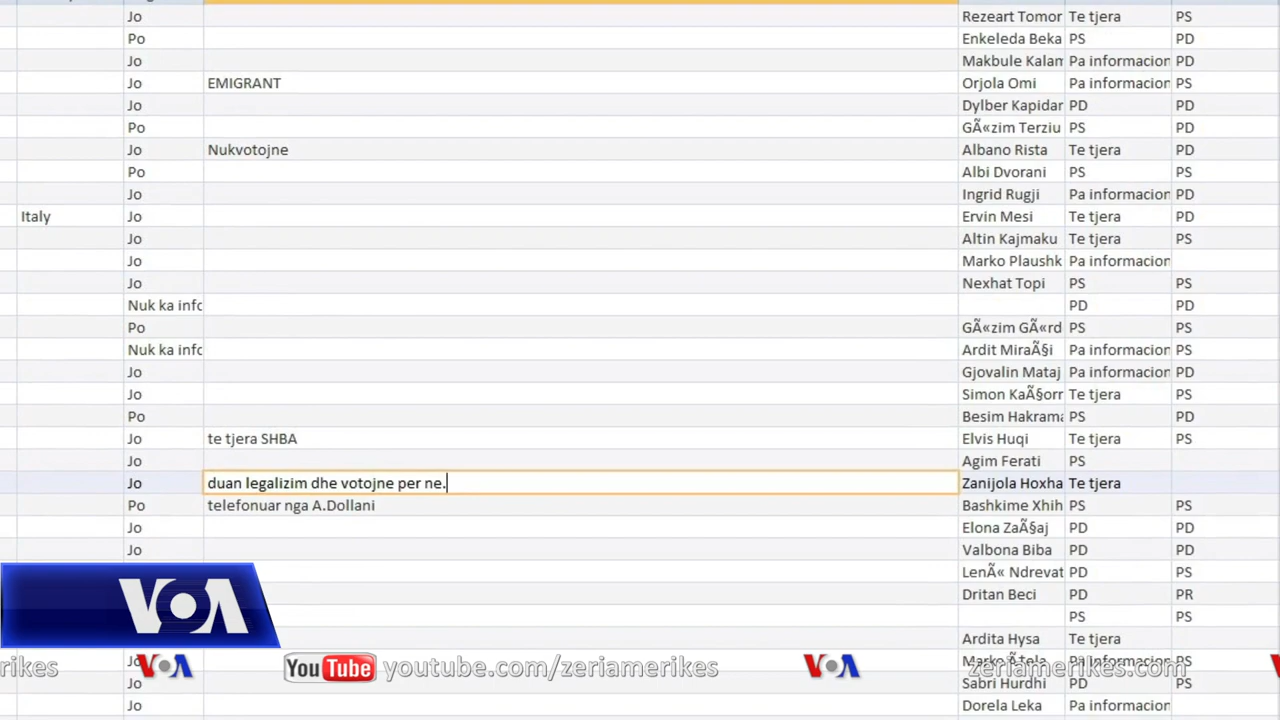 Jo Rezeart Tomor Te tjera PS
Po Enkeleda Beka PS PD
Jo Makbule Kalam Pa informacion PD
Jo EMIGRANT Orjola Omi Pa informacion PS
Jo Dylber Kapidar PD PD
Po GÃ«zim Terziu PS PD
Jo Nukvotojne Albano Rista Te tjera PD
Po Albi Dvorani PS PS
Jo Ingrid Rugji Pa informacion PD
Italy Jo Ervin Mesi Te tjera PD
Jo Altin Kajmaku Te tjera PS
Jo Marko Plaushk Pa informacion
Jo Nexhat Topi PS PS
Nuk ka info PD PD
Po GÃ«zim GÃ«rd PS PS
Nuk ka info Ardit MiraÃ§i Pa informacion PS
Jo Gjovalin Mataj Pa informacion PD
Jo Simon KaÃ§orr Te tjera PS
Po Besim Hakrama PS PD
Jo te tjera SHBA Elvis Huqi Te tjera PS
Jo Agim Ferati PS
Jo duan legalizim dhe votojne per ne. Zanijola Hoxha Te tjera
Po telefonuar nga A.Dollani Bashkime Xhih PS PS
Jo Elona ZaÃ§aj PD PD
Jo Valbona Biba PD PD
LenÃ« Ndrevat PD PS
Dritan Beci PD PR
PS PS
VOA
Ardita Hysa Te tjera
Jo Pa informacion PS
erikes VOA YouTube youtube.com/zeriamerikes VOA zeriamerikes.com
Jo Sabri Hurdhi PD PS
Jo Dorela Leka Pa informacion